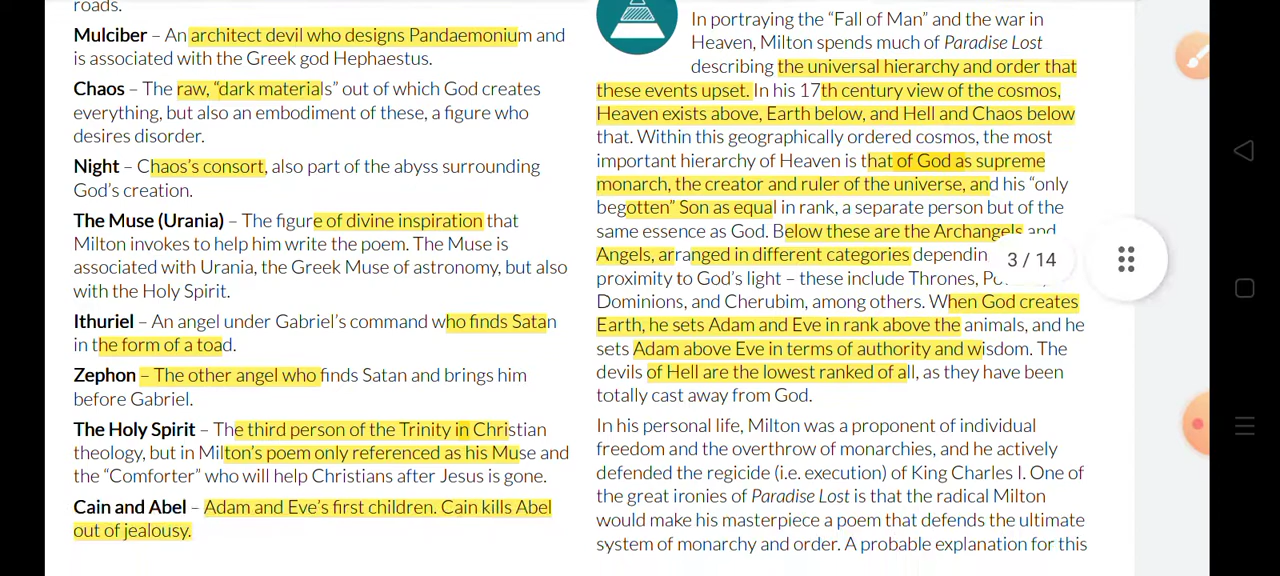 roads.
Mulciber – An architect devil who designs Pandaemonium and
is associated with the Greek god Hephaestus.
Chaos – The raw, “dark materials” out of which God creates
everything, but also an embodiment of these, a figure who
desires disorder.
Night – Chaos’s consort, also part of the abyss surrounding
God’s creation.
The Muse (Urania) – The figure of divine inspiration that
Milton invokes to help him write the poem. The Muse is
associated with Urania, the Greek Muse of astronomy, but also
with the Holy Spirit.
Ithuriel – An angel under Gabriel’s command who finds Satan
in the form of a toad.
Zephon – The other angel who finds Satan and brings him
before Gabriel.
The Holy Spirit – The third person of the Trinity in Christian
theology, but in Milton’s poem only referenced as his Muse and
the “Comforter” who will help Christians after Jesus is gone.
Cain and Abel – Adam and Eve’s first children. Cain kills Abel
out of jealousy.
In portraying the “Fall of Man” and the war in
Heaven, Milton spends much of Paradise Lost
describing the universal hierarchy and order that
these events upset. In his 17th century view of the cosmos,
Heaven exists above, Earth below, and Hell and Chaos below
that. Within this geographically ordered cosmos, the most
important hierarchy of Heaven is that of God as supreme
monarch, the creator and ruler of the universe, and his “only
begotten” Son as equal in rank, a separate person but of the
same essence as God. Below these are the Archangels and
Angels, arranged in different categories
proximity to God’s light – these include Thrones,
Dominions, and Cherubim, among others. When God creates
Earth, he sets Adam and Eve in rank above the animals, and he
sets Adam above Eve in terms of authority and wisdom. The
devils of Hell are the lowest ranked of all, as they have been
totally cast away from God.
In his personal life, Milton was a proponent of individual
freedom and the overthrow of monarchies, and he actively
defended the regicide (i.e. execution) of King Charles I. One of
the great ironies of Paradise Lost is that the radical Milton
would make his masterpiece a poem that defends the ultimate
system of monarchy and order. A probable explanation for this
3 / 14